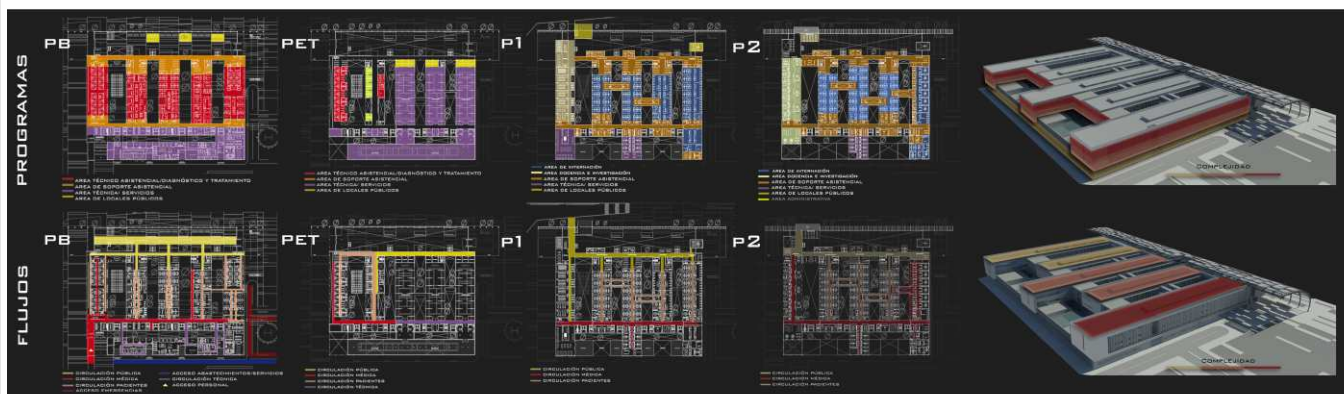 PROGRAMAS
PB
AREA TÉCNICO ASISTENCIAL/DIAGNÓSTICO Y TRATAMIENTO
AREA DE SOPORTE ASISTENCIAL
AREA TÉCNICA/ SERVICIOS
AREA DE LOCALES PÚBLICOS
PET
AREA TÉCNICO ASISTENCIAL/DIAGNÓSTICO Y TRATAMIENTO
AREA DE SOPORTE ASISTENCIAL
AREA TÉCNICA/ SERVICIOS
AREA DE LOCALES PÚBLICOS
P1
AREA DE INTERNACIÓN
AREA DOCENCIA E INVESTIGACIÓN
AREA DE SOPORTE ASISTENCIAL
AREA TÉCNICA/ SERVICIOS
AREA DE LOCALES PÚBLICOS
P2
AREA DE INTERNACIÓN
AREA DOCENCIA E INVESTIGACIÓN
AREA DE SOPORTE ASISTENCIAL
AREA TÉCNICA/ SERVICIOS
AREA DE LOCALES PÚBLICOS
AREA ADMINISTRATIVA
COMPLEJIDAD
FLUJOS
PB
CIRCULACIÓN PÚBLICA
CIRCULACIÓN MÉDICA
CIRCULACIÓN PACIENTES
ACCESO EMERGENCIAS
ACCESO ABASTECIMIENTOS/SERVICIOS
CIRCULACIÓN TÉCNICA
ACCESO PERSONAL
PET
CIRCULACIÓN PÚBLICA
CIRCULACIÓN MÉDICA
CIRCULACIÓN PACIENTES
CIRCULACIÓN TÉCNICA
P1
CIRCULACIÓN PÚBLICA
CIRCULACIÓN MÉDICA
CIRCULACIÓN PACIENTES
P2
CIRCULACIÓN PÚBLICA
CIRCULACIÓN MÉDICA
CIRCULACIÓN PACIENTES
COMPLEJIDAD